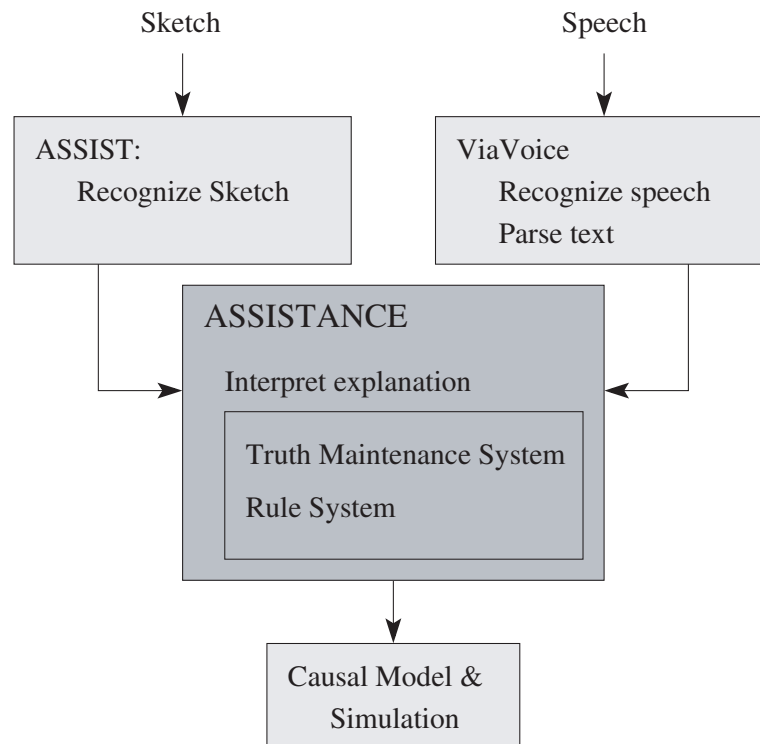 Sketch
Speech
ASSIST:
Recognize Sketch
ViaVoice
Recognize speech
Parse text
ASSISTANCE
Interpret explanation
Truth Maintenance System
Rule System
Causal Model &
Simulation